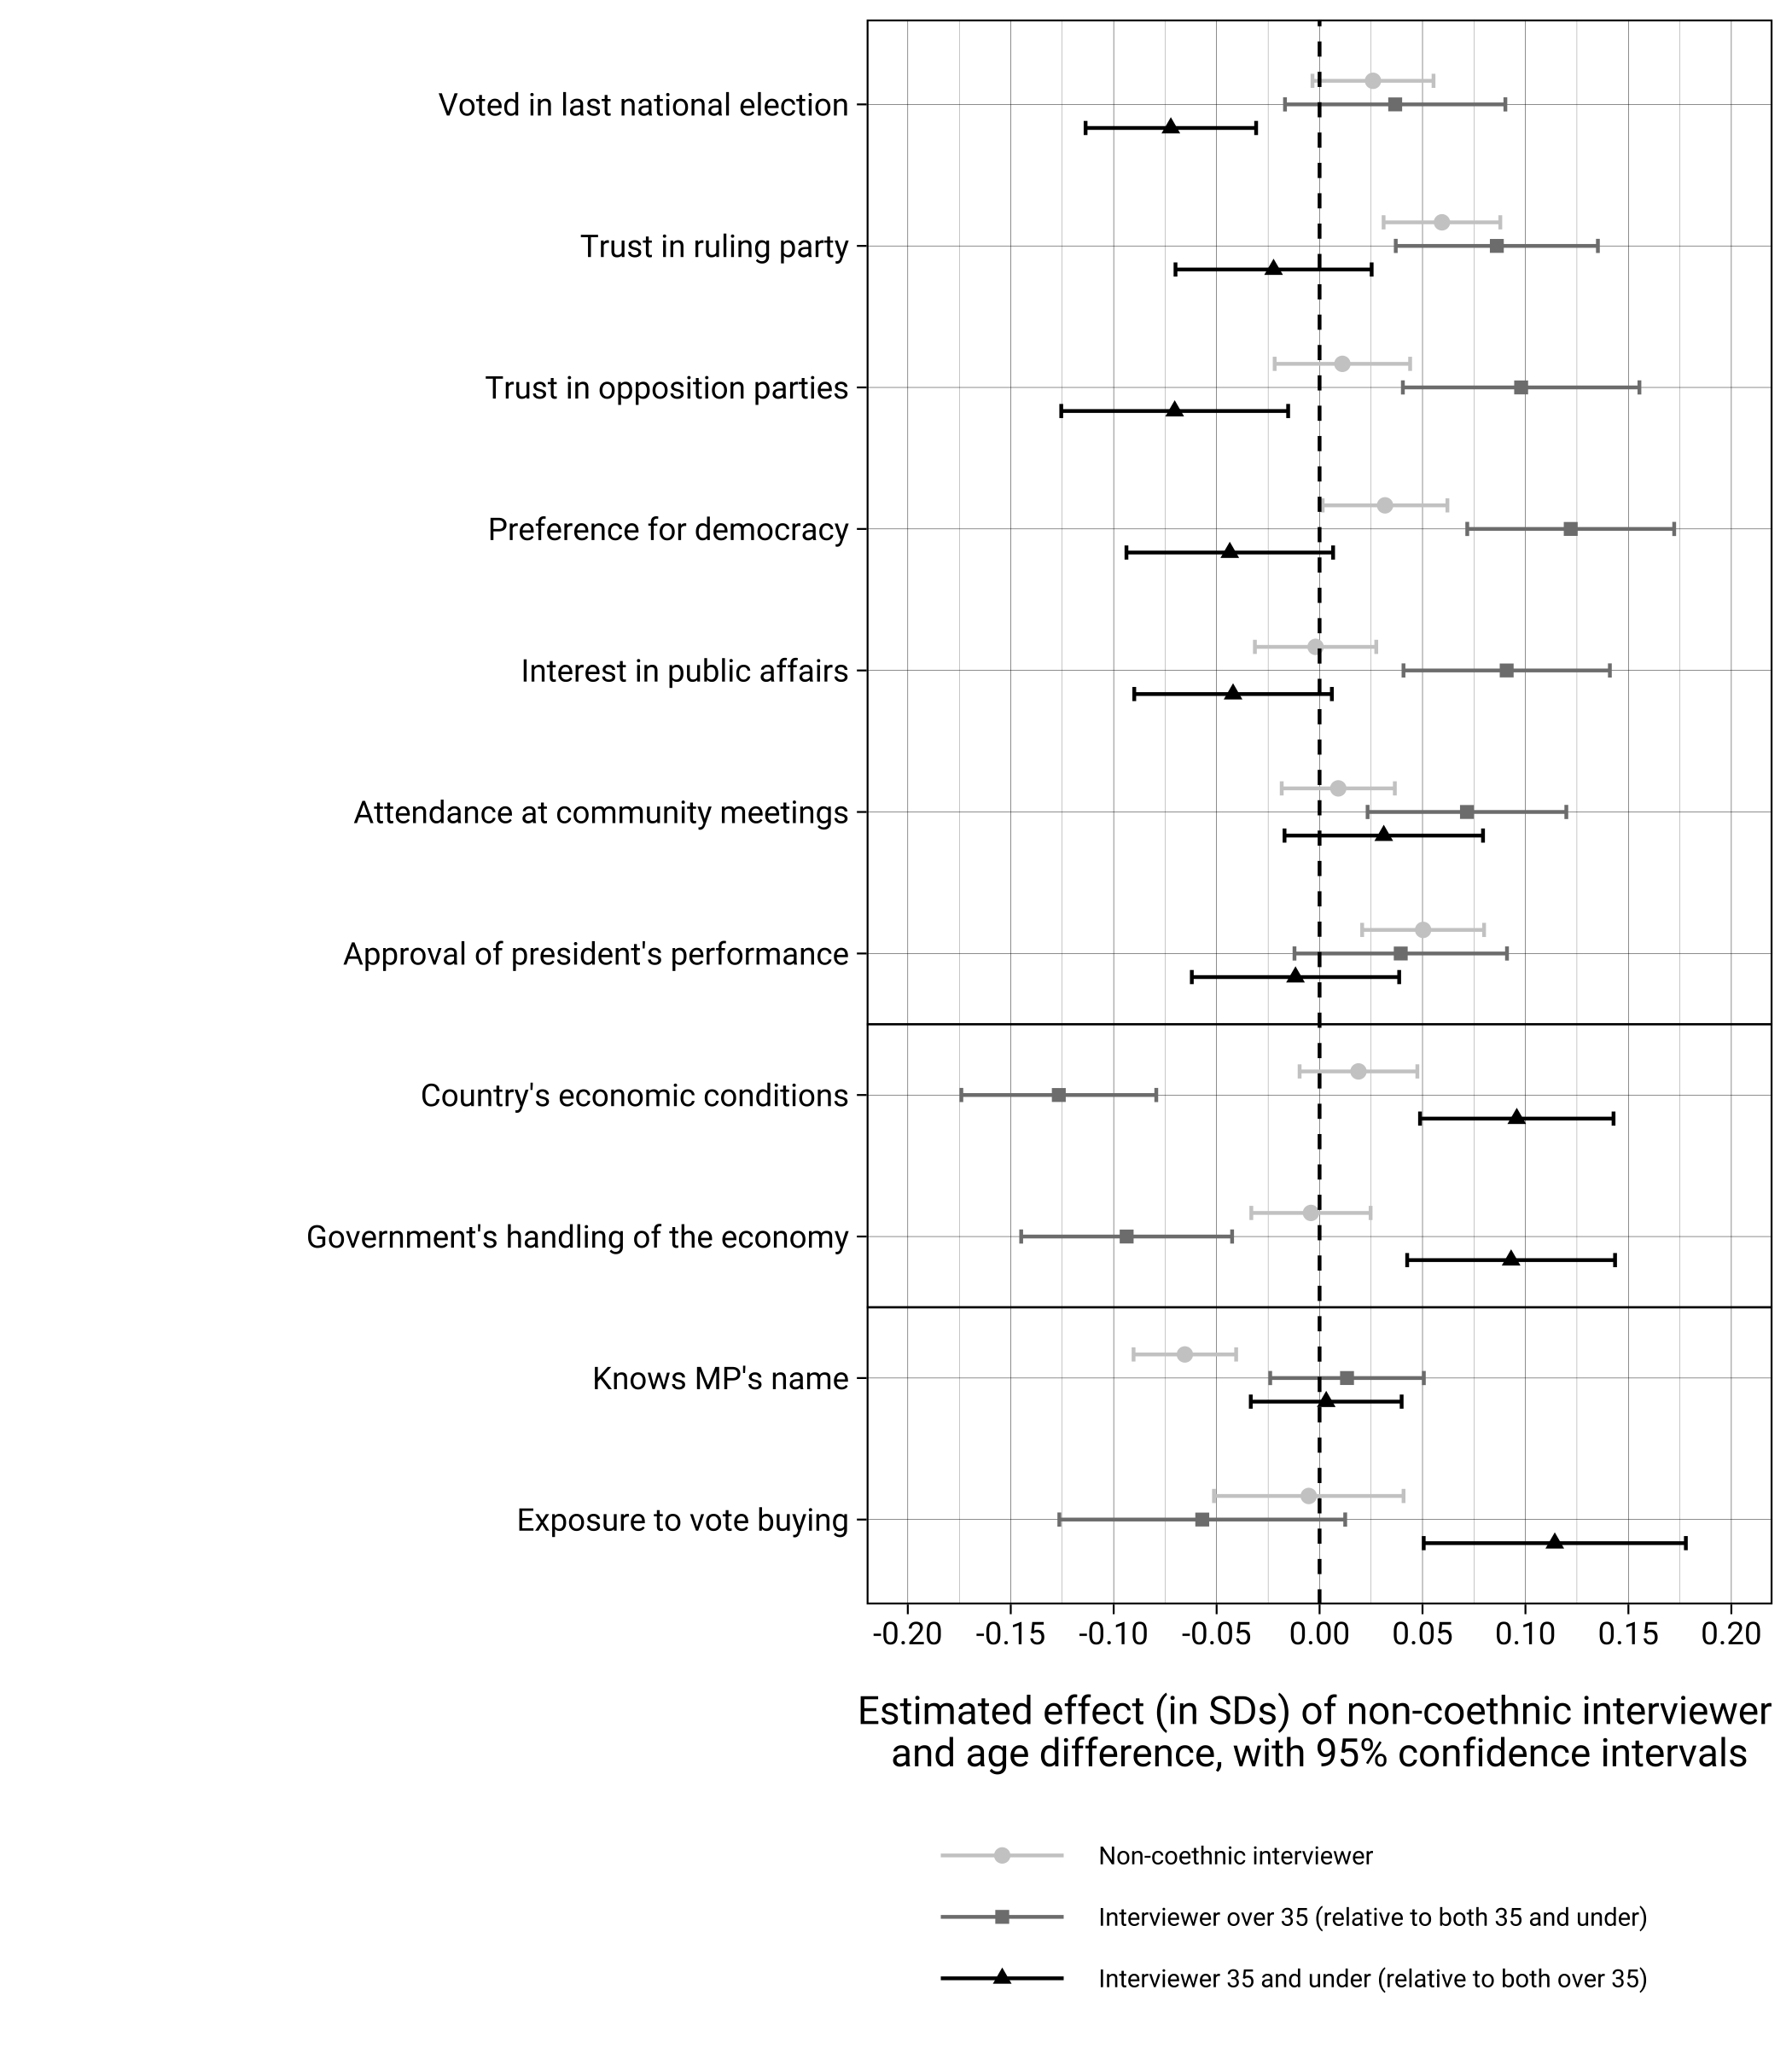 Voted in last national election
Trust in ruling party
Trust in opposition parties
Preference for democracy
Interest in public affairs
Attendance at community meetings
Approval of president's performance
Country's economic conditions
Government's handling of the economy
Knows MP's name
Exposure to vote buying
-0.20 -0.15 -0.10 -0.05 0.00 0.05 0.10 0.15 0.20
Estimated effect (in SDs) of non-coethnic interviewer
and age difference, with 95% confidence intervals
Non-coethnic interviewer
Interviewer over 35 (relative to both 35 and under)
Interviewer 35 and under (relative to both over 35)